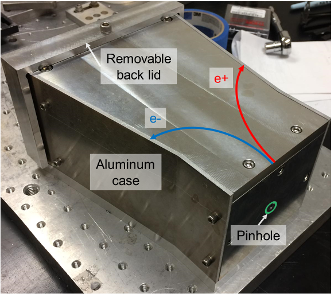 Removable
back lid
e+
e-
Aluminum
case
Pinhole